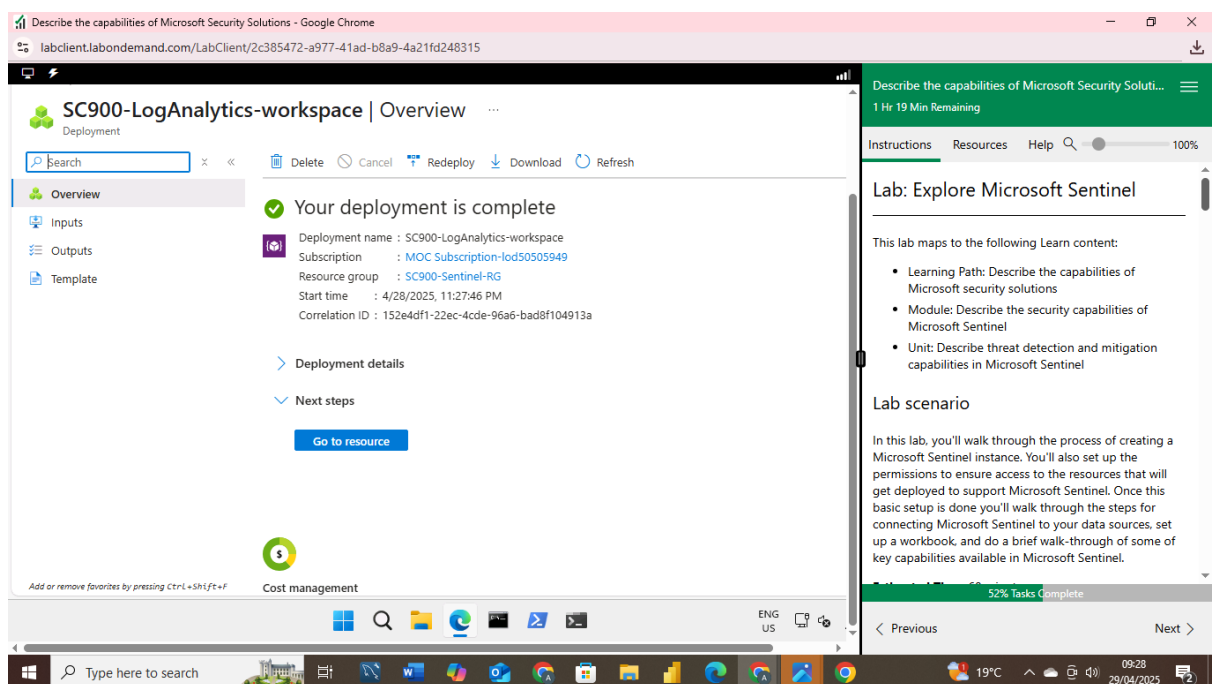 Describe the capabilities of Microsoft Security Solutions - Google Chrome
labclient.labondemand.com/LabClient/2c385472-a977-41ad-b8a9-4a21fd248315
SC900-LogAnalytics-workspace | Overview ...
Deployment
Search
Delete Cancel Redeploy Download Refresh
Overview
Inputs
Outputs
Template
Your deployment is complete
Deployment name : SC900-LogAnalytics-workspace
Subscription : MOC Subscription-lod50505949
Resource group : SC900-Sentinel-RG
Start time : 4/28/2025, 11:27:46 PM
Correlation ID : 152e4df1-22ec-4cde-96a6-bad8f104913a
Deployment details
Next steps
Go to resource
Cost management
Add or remove favorites by pressing Ctrl+Shift+F
ENG
US
Describe the capabilities of Microsoft Security Soluti...
1 Hr 19 Min Remaining
Instructions Resources Help 100%
Lab: Explore Microsoft Sentinel
This lab maps to the following Learn content:
• Learning Path: Describe the capabilities of
Microsoft security solutions
• Module: Describe the security capabilities of
Microsoft Sentinel
• Unit: Describe threat detection and mitigation
capabilities in Microsoft Sentinel
Lab scenario
In this lab, you'll walk through the process of creating a
Microsoft Sentinel instance. You'll also set up the
permissions to ensure access to the resources that will
get deployed to support Microsoft Sentinel. Once this
basic setup is done you'll walk through the steps for
connecting Microsoft Sentinel to your data sources, set
up a workbook, and do a brief walk-through of some of
key capabilities available in Microsoft Sentinel.
52% Tasks Complete
< Previous Next >
Type here to search
19°C
09:28
29/04/2025
2